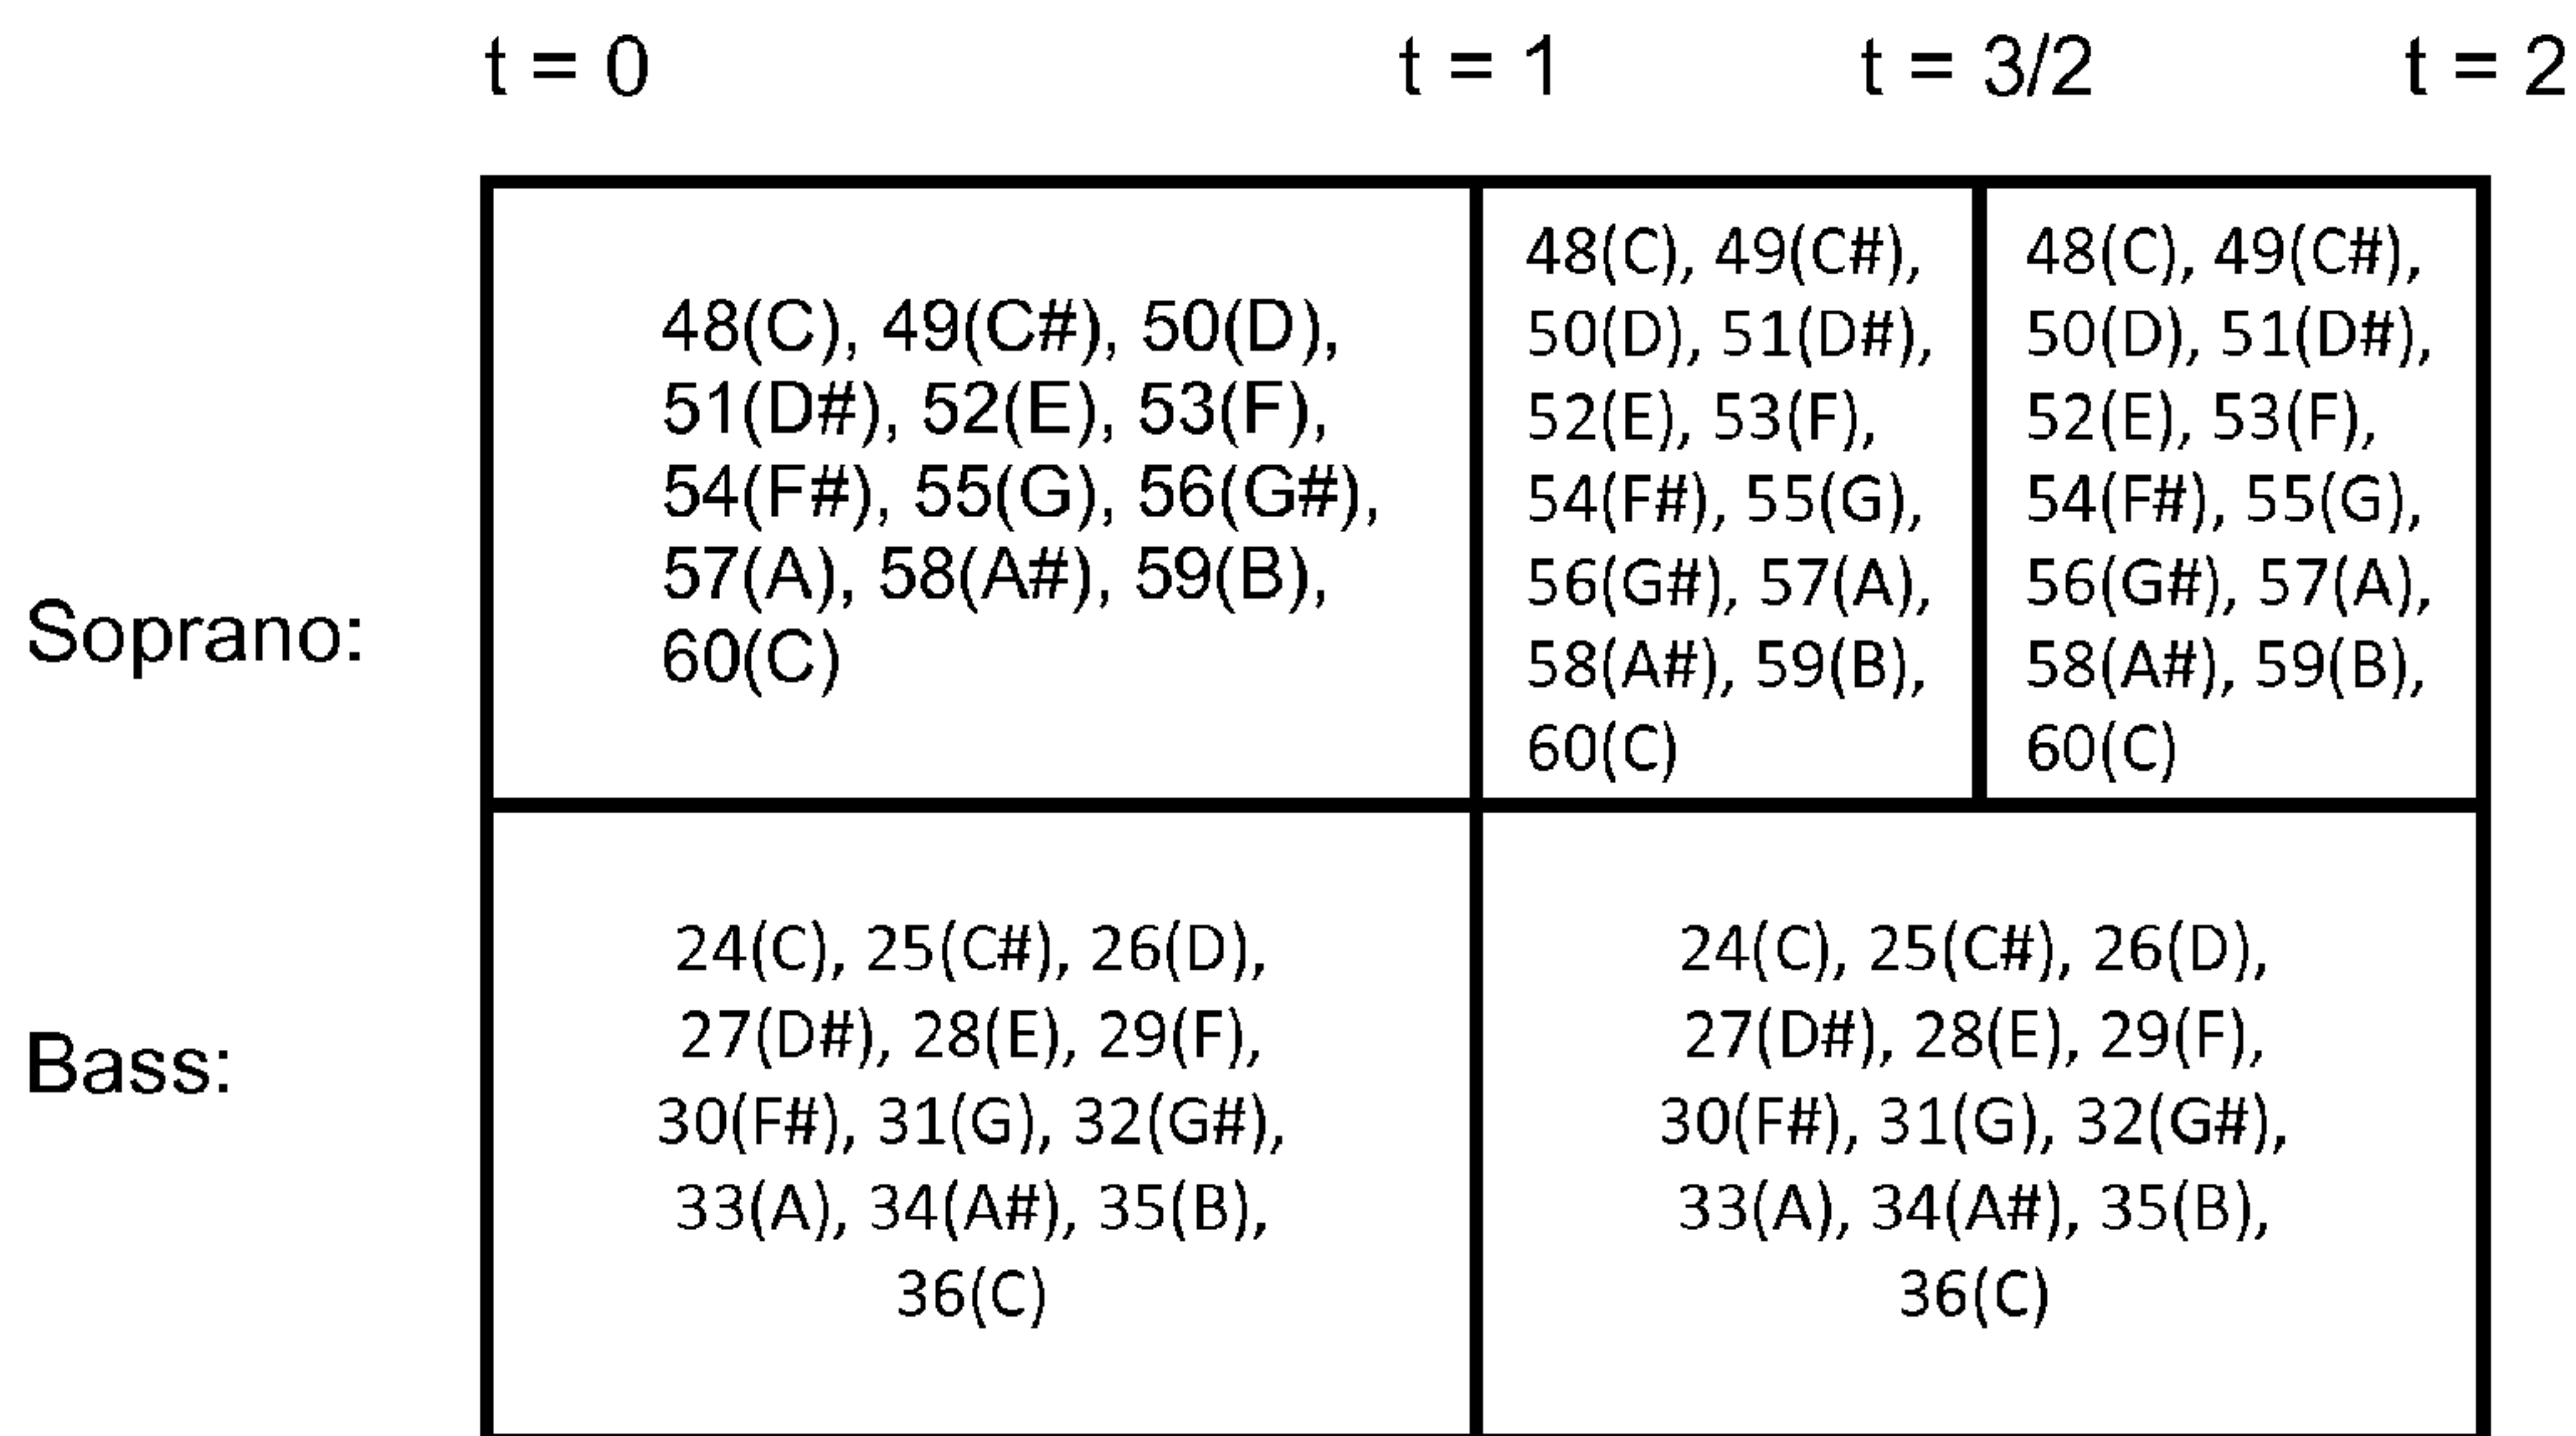 t = 0 t = 1 t = 3/2 t = 2
Soprano:
48(C), 49(C#), 50(D),
51(D#), 52(E), 53(F),
54(F#), 55(G), 56(G#),
57(A), 58(A#), 59(B),
60(C)
48(C), 49(C#),
50(D), 51(D#),
52(E), 53(F),
54(F#), 55(G),
56(G#), 57(A),
58(A#), 59(B),
60(C)
48(C), 49(C#),
50(D), 51(D#),
52(E), 53(F),
54(F#), 55(G),
56(G#), 57(A),
58(A#), 59(B),
60(C)
Bass:
24(C), 25(C#), 26(D),
27(D#), 28(E), 29(F),
30(F#), 31(G), 32(G#),
33(A), 34(A#), 35(B),
36(C)
24(C), 25(C#), 26(D),
27(D#), 28(E), 29(F),
30(F#), 31(G), 32(G#),
33(A), 34(A#), 35(B),
36(C)